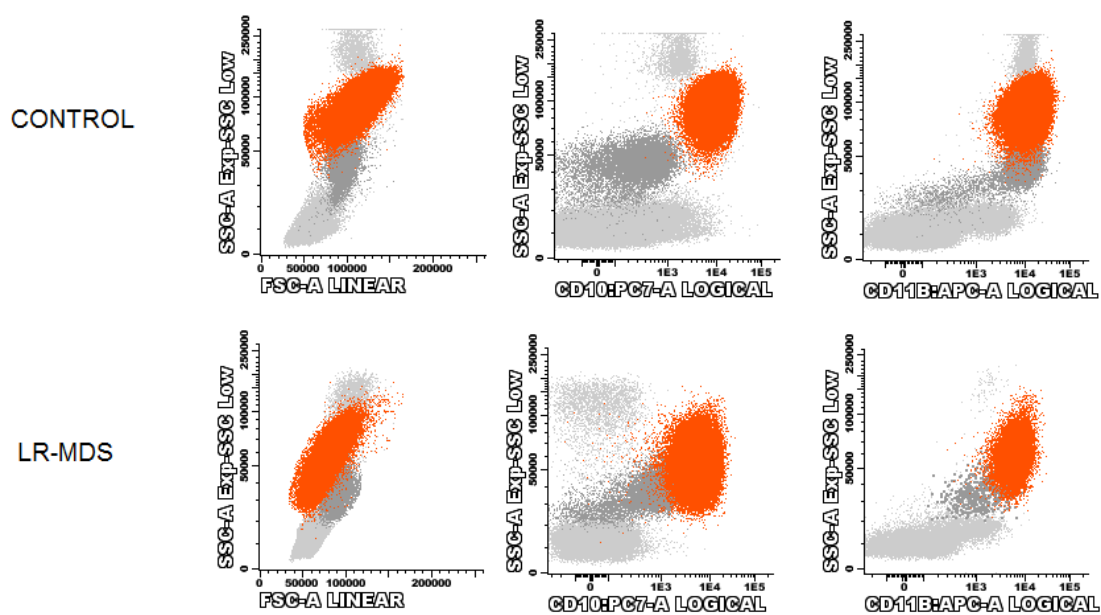 CONTROL
SSC-A Exp-SSC Low
0 50000 100000 250000
0 50000 100000 200000
FSC-A LINEAR
SSC-A Exp-SSC Low
0 50000 100000 250000
0 1E3 1E4 1E5
CD10:PC7-A LOGICAL
SSC-A Exp-SSC Low
0 50000 100000 250000
0 1E3 1E4 1E5
CD11B:APC-A LOGICAL
LR-MDS
SSC-A Exp-SSC Low
0 50000 100000 250000
0 50000 100000 200000
FSC-A LINEAR
SSC-A Exp-SSC Low
0 50000 100000 250000
0 1E3 1E4 1E5
CD10:PC7-A LOGICAL
SSC-A Exp-SSC Low
0 50000 100000 250000
0 1E3 1E4 1E5
CD11B:APC-A LOGICAL